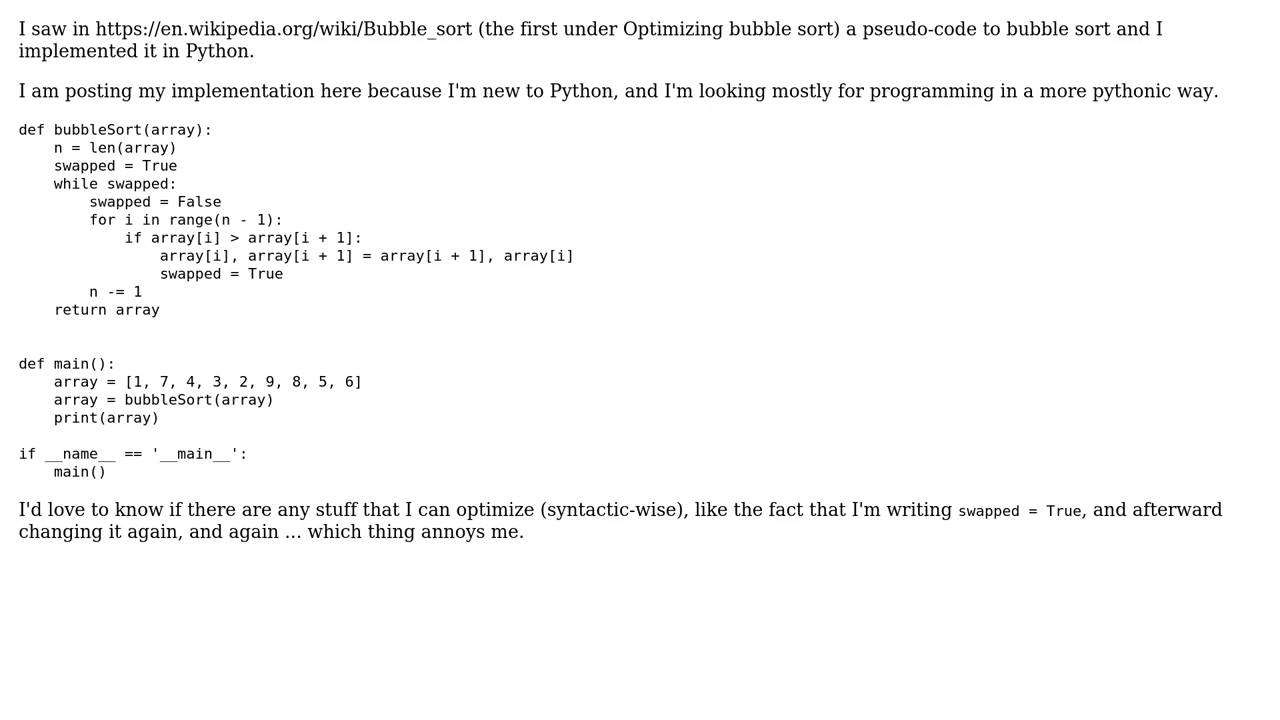 I saw in https://en.wikipedia.org/wiki/Bubble_sort (the first under Optimizing bubble sort) a pseudo-code to bubble sort and I
implemented it in Python.
I am posting my implementation here because I'm new to Python, and I'm looking mostly for programming in a more pythonic way.
def bubbleSort(array):
    n = len(array)
    swapped = True
    while swapped:
        swapped = False
        for i in range(n - 1):
            if array[i] > array[i + 1]:
                array[i], array[i + 1] = array[i + 1], array[i]
                swapped = True
        n -= 1
    return array
def main():
    array = [1, 7, 4, 3, 2, 9, 8, 5, 6]
    array = bubbleSort(array)
    print(array)
if __name__ == '__main__':
    main()
I'd love to know if there are any stuff that I can optimize (syntactic-wise), like the fact that I'm writing swapped = True, and afterward
changing it again, and again ... which thing annoys me.